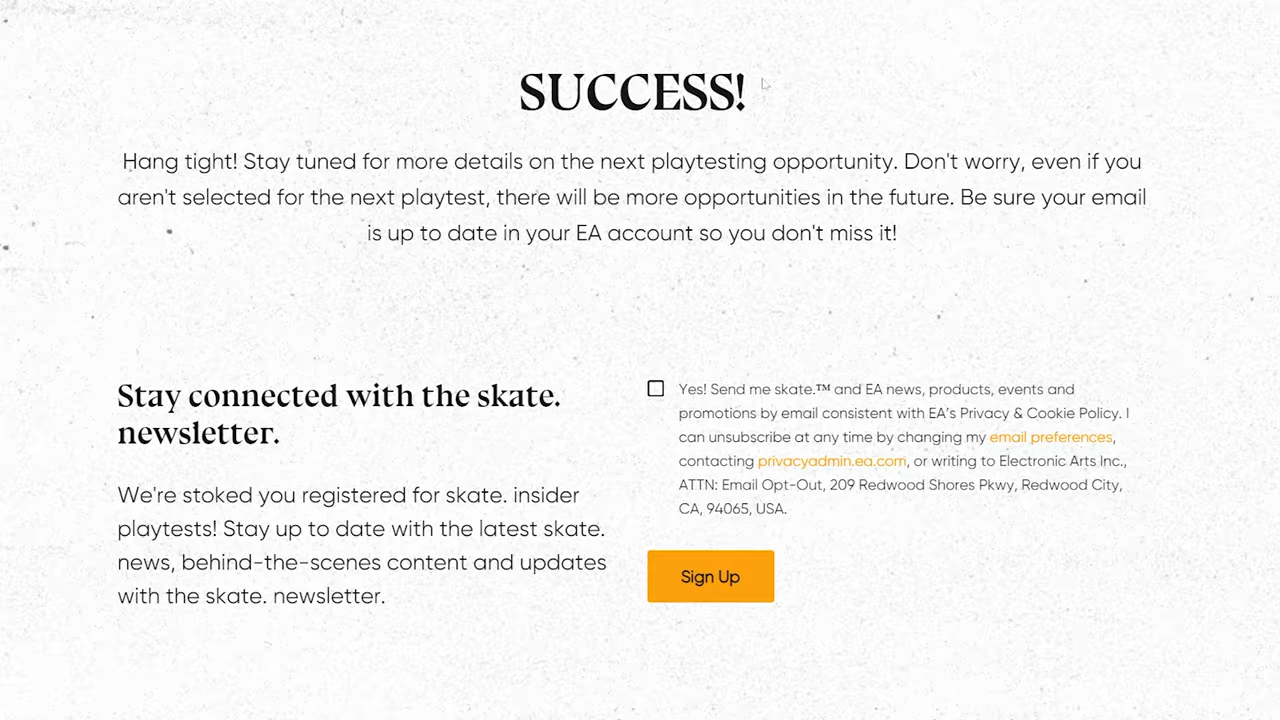 SUCCESS!
Hang tight! Stay tuned for more details on the next playtesting opportunity. Don't worry, even if you
aren't selected for the next playtest, there will be more opportunities in the future. Be sure your email
is up to date in your EA account so you don't miss it!
Stay connected with the skate.
newsletter.
We're stoked you registered for skate. insider
playtests! Stay up to date with the latest skate.
news, behind-the-scenes content and updates
with the skate. newsletter.
Yes! Send me skate.™ and EA news, products, events and
promotions by email consistent with EA's Privacy & Cookie Policy. I
can unsubscribe at any time by changing my email preferences,
contacting privacyadmin.ea.com, or writing to Electronic Arts Inc.,
ATTN: Email Opt-Out, 209 Redwood Shores Pkwy, Redwood City,
CA, 94065, USA.
Sign Up